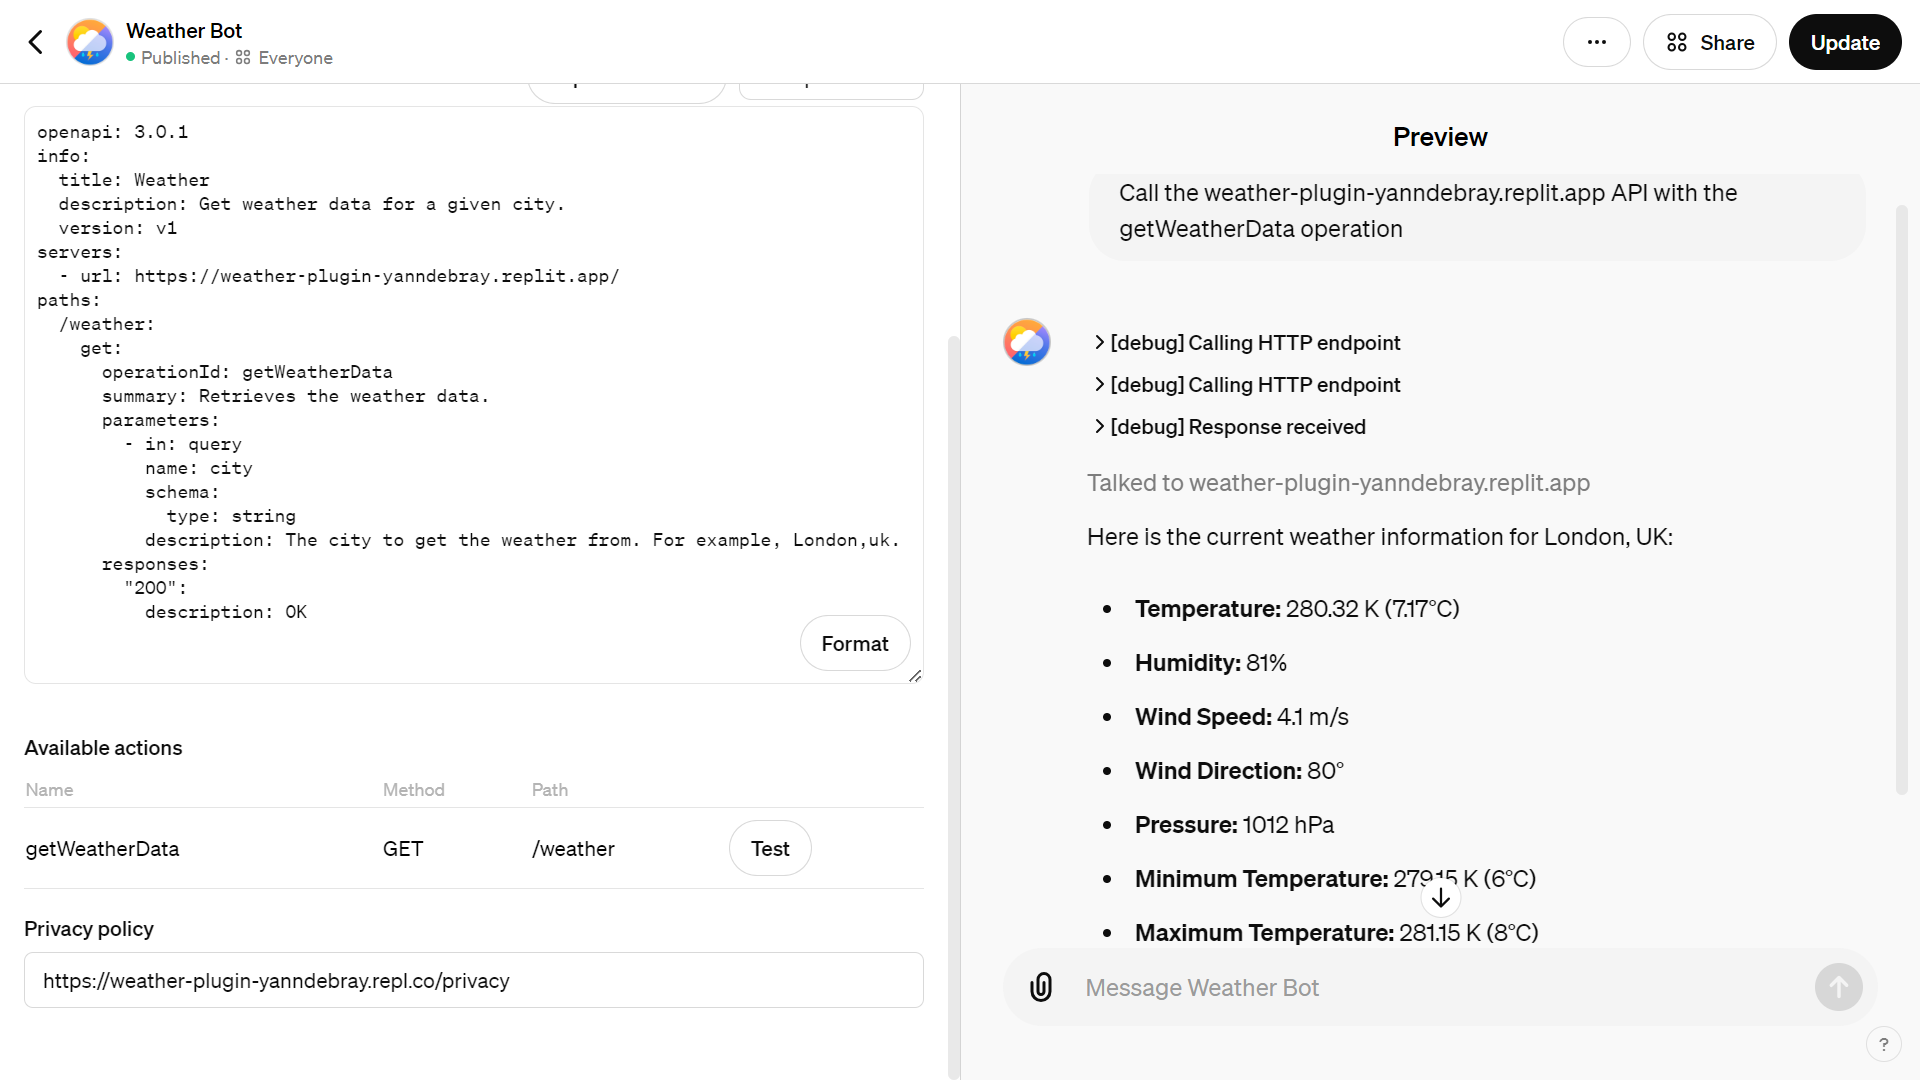 Weather Bot
Published · Everyone
Share
Update
openapi: 3.0.1
info:
  title: Weather
  description: Get weather data for a given city.
  version: v1
servers:
  - url: https://weather-plugin-yanndebray.replit.app/
paths:
  /weather:
    get:
      operationId: getWeatherData
      summary: Retrieves the weather data.
      parameters:
        - in: query
          name: city
          schema:
            type: string
          description: The city to get the weather from. For example, London,uk.
      responses:
        "200":
          description: OK
Format
Available actions
Name Method Path
getWeatherData GET /weather Test
Privacy policy
https://weather-plugin-yanndebray.repl.co/privacy
Preview
Call the weather-plugin-yanndebray.replit.app API with the
getWeatherData operation
[debug] Calling HTTP endpoint
[debug] Calling HTTP endpoint
[debug] Response received
Talked to weather-plugin-yanndebray.replit.app
Here is the current weather information for London, UK:
• Temperature: 280.32 K (7.17°C)
• Humidity: 81%
• Wind Speed: 4.1 m/s
• Wind Direction: 80°
• Pressure: 1012 hPa
• Minimum Temperature: 279.15 K (6°C)
• Maximum Temperature: 281.15 K (8°C)
Message Weather Bot
?